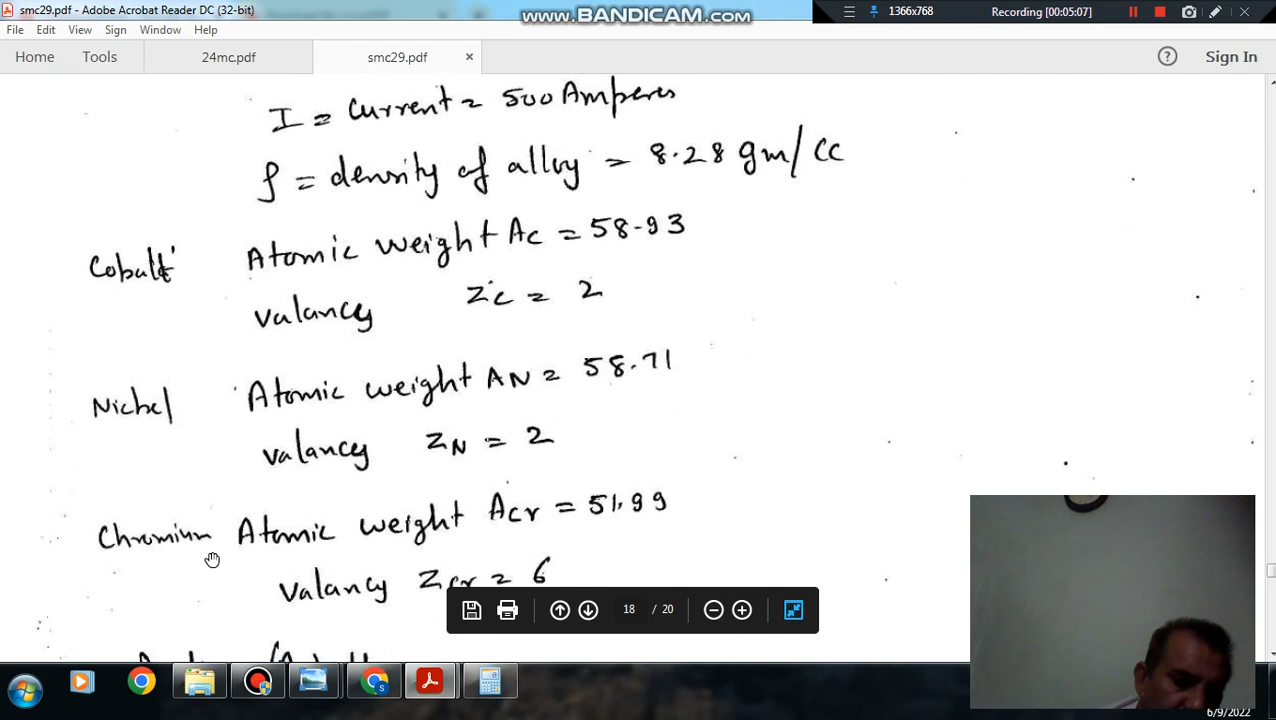 smc29.pdf - Adobe Acrobat Reader DC (32-bit)
www.BANDICAM.com
1366x768
Recording [00:05:07]
File Edit View Sign Window Help
Home Tools 24mc.pdf smc29.pdf × Sign In
I = Current = 500 Amperes
ρ = density of alloy = 8.28 gm/cc
Cobalt Atomic weight Ac = 58.93
valancy Zc = 2
Nickel Atomic weight AN = 58.71
valancy ZN = 2
Chromium Atomic weight Acr = 51.99
valancy Zcr = 6
18 / 20
6/9/2022